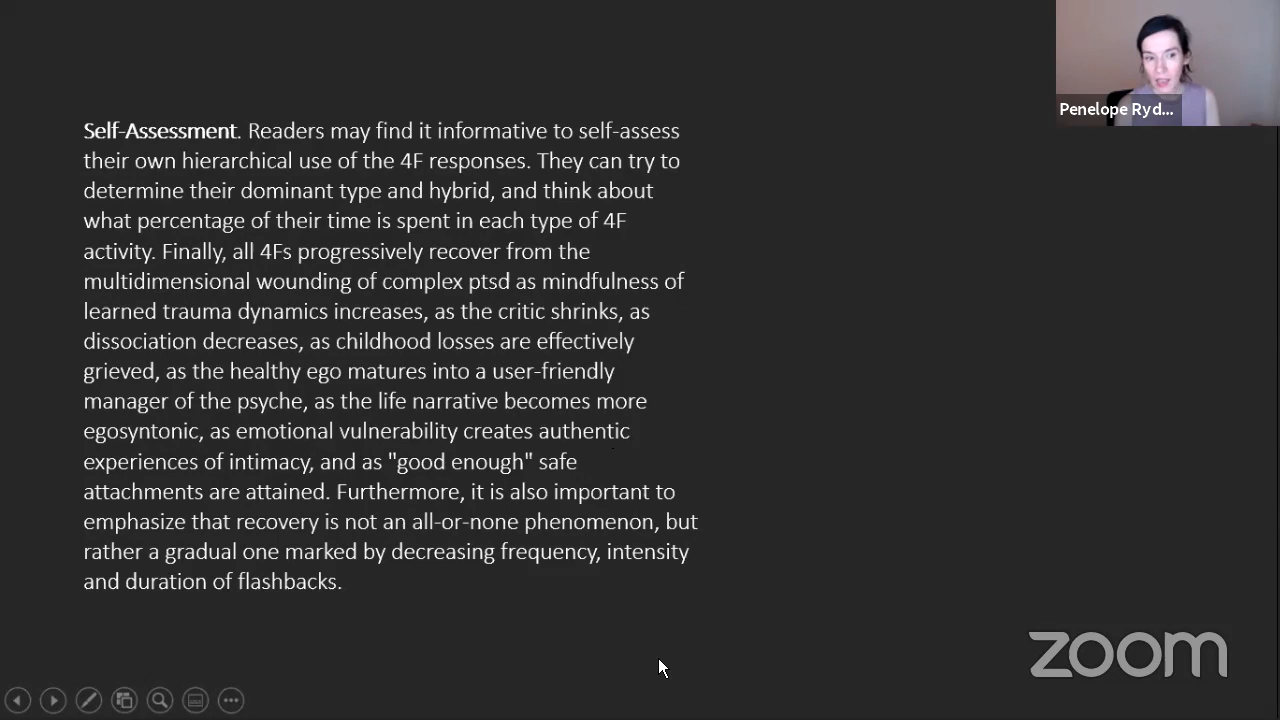 Penelope Ryd...
Self-Assessment. Readers may find it informative to self-assess
their own hierarchical use of the 4F responses. They can try to
determine their dominant type and hybrid, and think about
what percentage of their time is spent in each type of 4F
activity. Finally, all 4Fs progressively recover from the
multidimensional wounding of complex ptsd as mindfulness of
learned trauma dynamics increases, as the critic shrinks, as
dissociation decreases, as childhood losses are effectively
grieved, as the healthy ego matures into a user-friendly
manager of the psyche, as the life narrative becomes more
egosyntonic, as emotional vulnerability creates authentic
experiences of intimacy, and as "good enough" safe
attachments are attained. Furthermore, it is also important to
emphasize that recovery is not an all-or-none phenomenon, but
rather a gradual one marked by decreasing frequency, intensity
and duration of flashbacks.
zoom